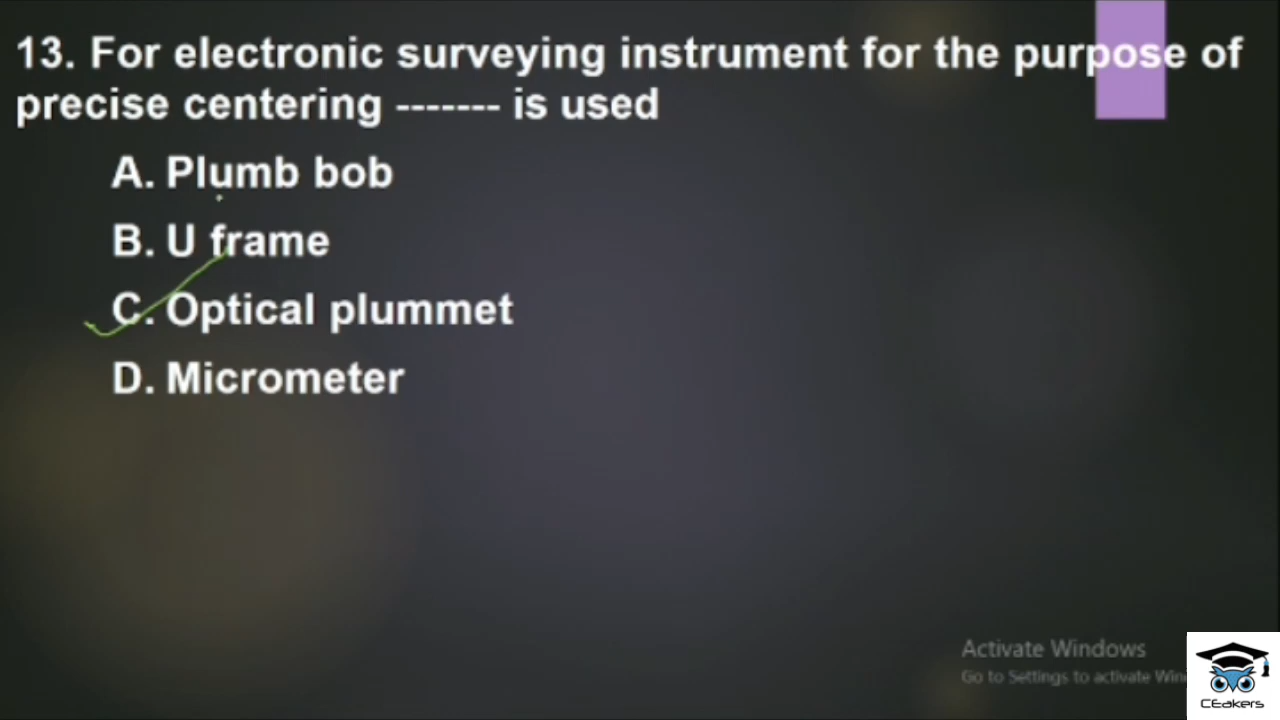 13. For electronic surveying instrument for the purpose of
precise centering ------- is used
A. Plumb bob
B. U frame
C. Optical plummet
D. Micrometer
Activate Windows
Go to Settings to activate
CEakers